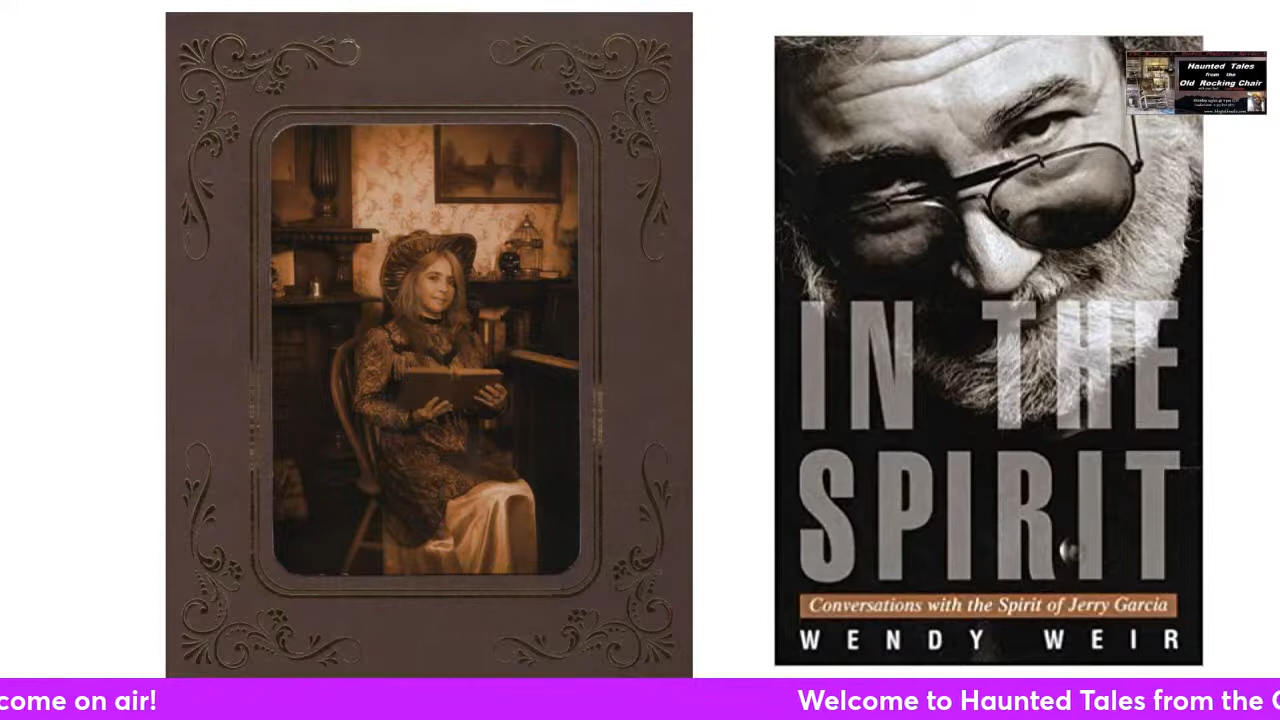 Haunted Tales
from the
Old Rocking Chair
IN THE
SPIRIT
Conversations with the Spirit of Jerry Garcia
WENDY WEIR
come on air!
Welcome to Haunted Tales from the